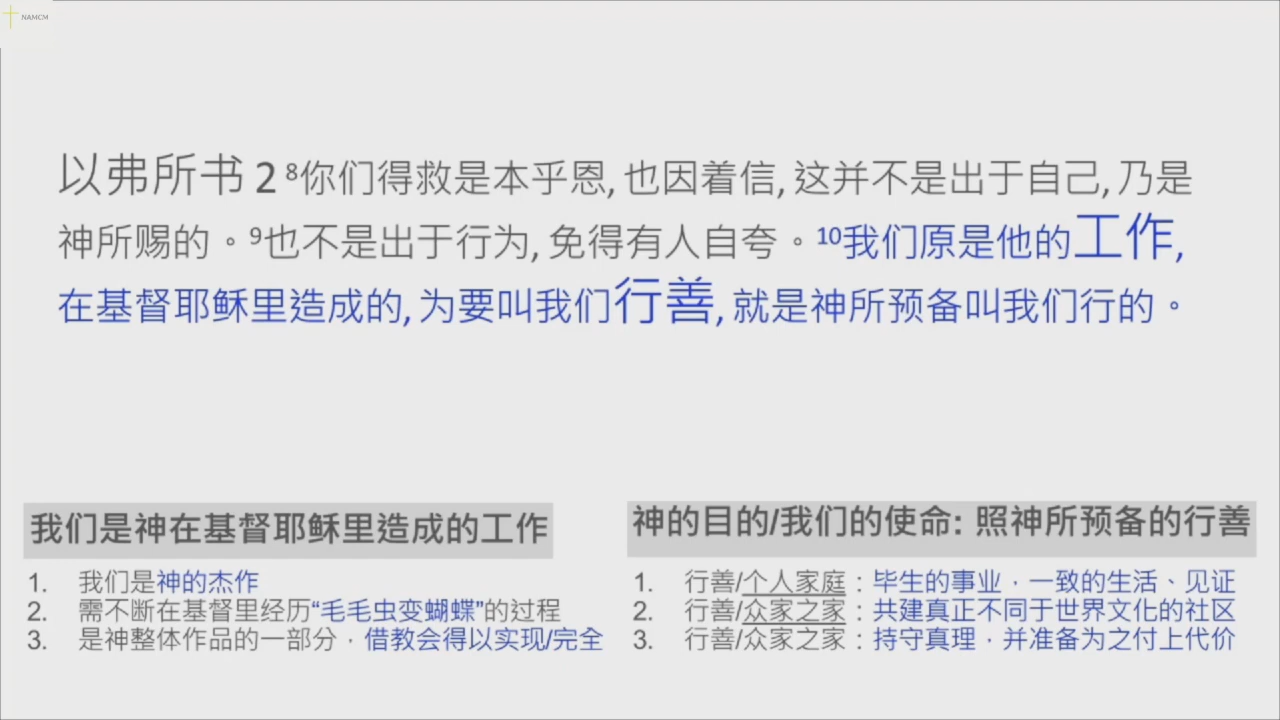 NAMCM
以弗所书 2 ⁸你们得救是本乎恩, 也因着信, 这并不是出于自己, 乃是
神所赐的。⁹也不是出于行为, 免得有人自夸。¹⁰我们原是他的工作,
在基督耶稣里造成的, 为要叫我们行善, 就是神所预备叫我们行的。
我们是神在基督耶稣里造成的工作
1. 我们是神的杰作
2. 需不断在基督里经历“毛毛虫变蝴蝶”的过程
3. 是神整体作品的一部分，借教会得以实现/完全
神的目的/我们的使命: 照神所预备的行善
1. 行善/个人家庭：毕生的事业，一致的生活、见证
2. 行善/众家之家：共建真正不同于世界文化的社区
3. 行善/众家之家：持守真理，并准备为之付上代价